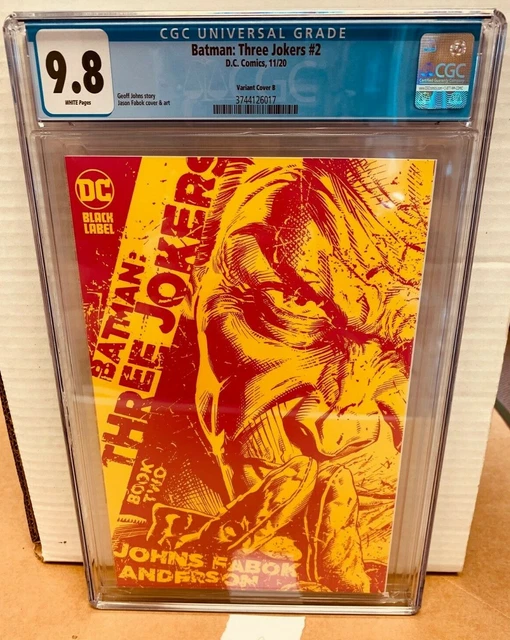 CGC UNIVERSAL GRADE
9.8
WHITE Pages
Batman: Three Jokers #2
D.C. Comics, 11/20
Variant Cover B
Geoff Johns story
Jason Fabok cover & art
3744126017
CGC
DC
BLACK
LABEL
BATMAN:
THREE JOKERS
BOOK
TWO
JOHNS FABOK
ANDERSON